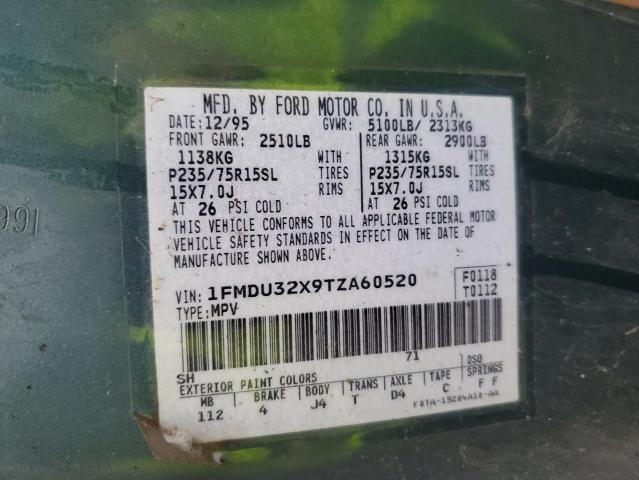 MFD. BY FORD MOTOR CO. IN U.S.A.
DATE: 12/95 GVWR: 5100LB/ 2313KG
FRONT GAWR: 2510LB REAR GAWR: 2900LB
1138KG WITH 1315KG WITH
P235/75R15SL TIRES P235/75R15SL TIRES
15X7.0J RIMS 15X7.0J RIMS
AT 26 PSI COLD AT 26 PSI COLD
THIS VEHICLE CONFORMS TO ALL APPLICABLE FEDERAL MOTOR
VEHICLE SAFETY STANDARDS IN EFFECT ON THE DATE OF
MANUFACTURE SHOWN ABOVE.
VIN: 1FMDU32X9TZA60520 F0118
TYPE: MPV T0112
SH 71
EXTERIOR PAINT COLORS DSO
WB BRAKE BODY TRANS AXLE TAPE SPRINGS
112 4 J4 T D4 C F F
F0TA-15204A10-AA